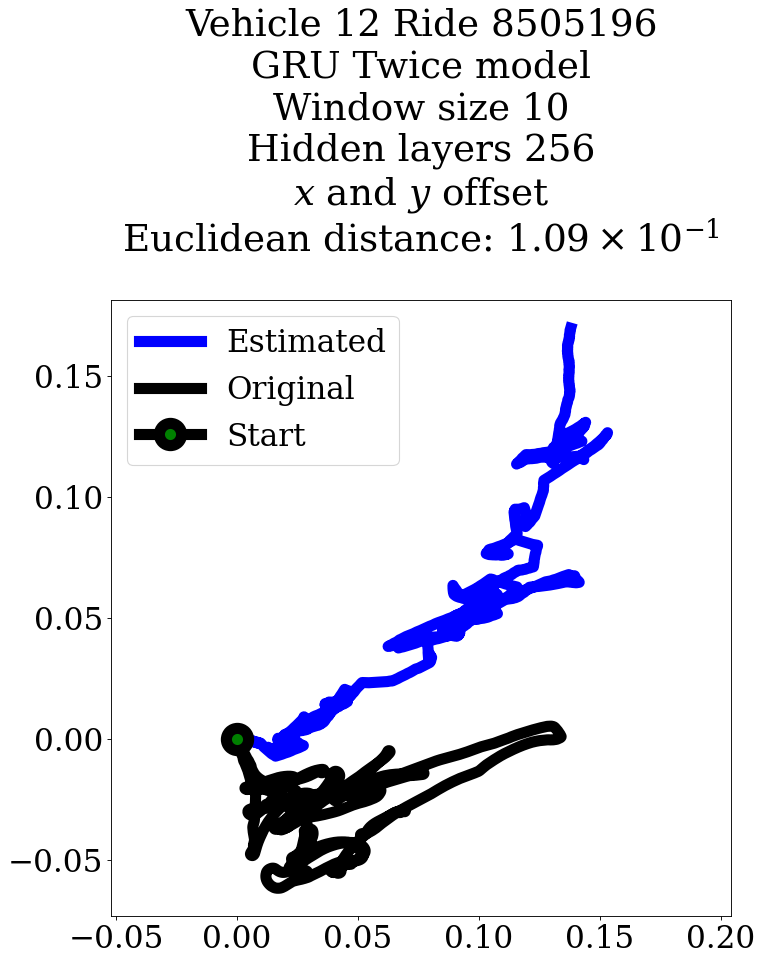 Vehicle 12 Ride 8505196
GRU Twice model
Window size 10
Hidden layers 256
x and y offset
Euclidean distance: 1.09 × 10⁻¹
Estimated
Original
Start
0.15
0.10
0.05
0.00
−0.05
−0.05 0.00 0.05 0.10 0.15 0.20